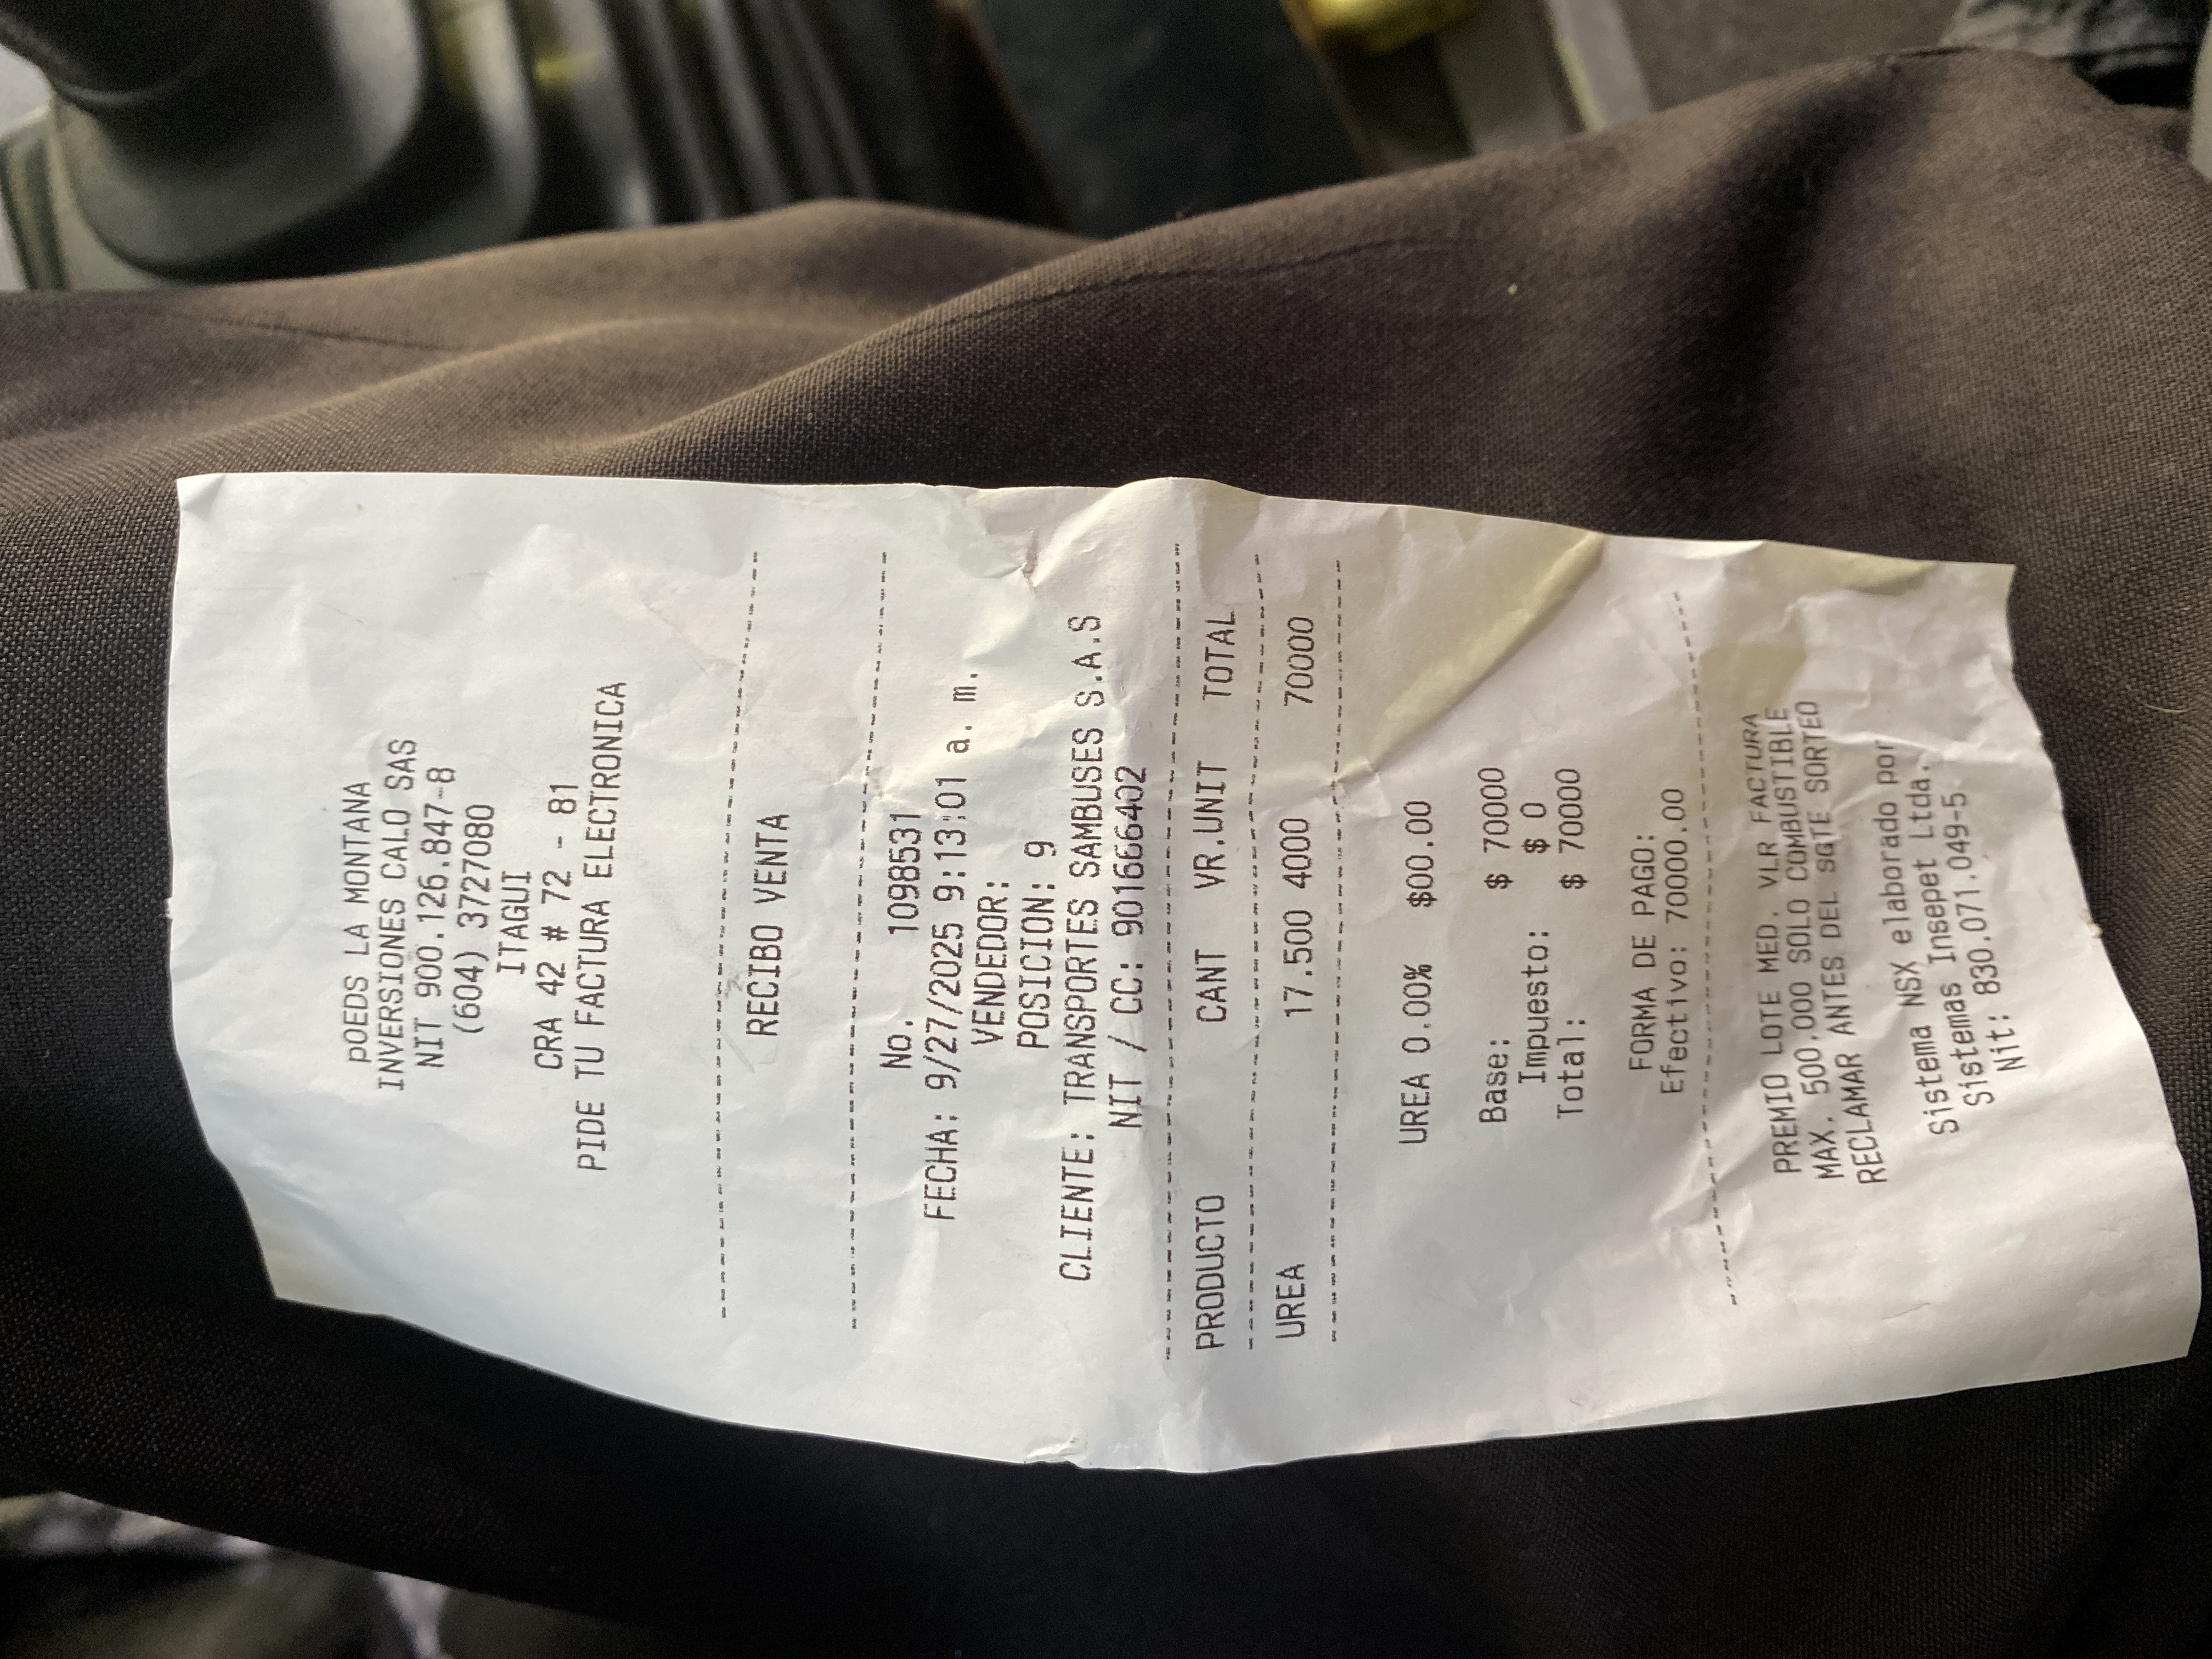 POEDS LA MONTANA
INVERSIONES CALO SAS
NIT 900.126.847-8
(604) 3727080
ITAGUI
CRA 42 # 72 - 81
PIDE TU FACTURA ELECTRONICA
RECIBO VENTA
No. 1098531
FECHA: 9/27/2025 9:13:01 a. m.
VENDEDOR:
POSICION: 9
CLIENTE: TRANSPORTES SAMBUSES S.A.S
NIT / CC: 901666402
PRODUCTO CANT VR.UNIT TOTAL
UREA 17.500 4000 70000
UREA 0.00% $00.00
Base: $ 70000
Impuesto: $ 0
Total: $ 70000
FORMA DE PAGO:
Efectivo: 70000.00
PREMIO LOTE MED. VLR FACTURA
MAX. 500.000 SOLO COMBUSTIBLE
RECLAMAR ANTES DEL SGTE SORTEO
Sistema NSX elaborado por
Sistemas Insepet Ltda.
Nit: 830.071.049-5